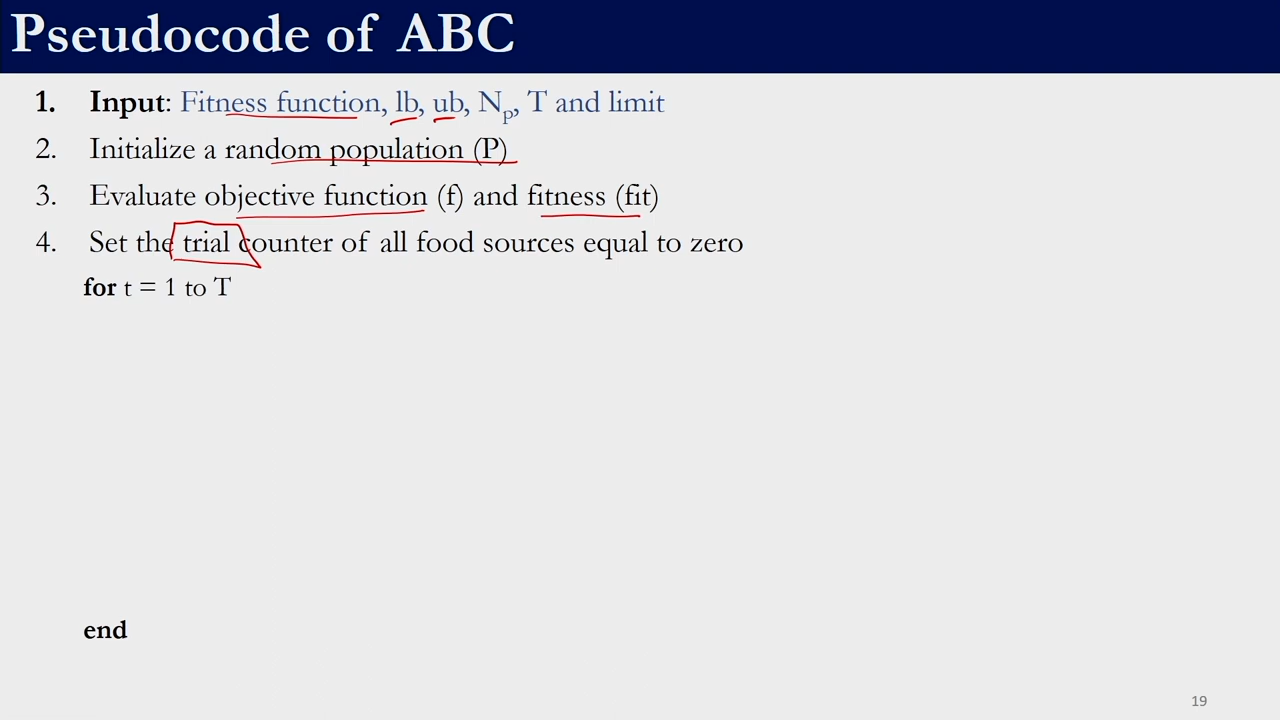 Pseudocode of ABC
1. Input: Fitness function, lb, ub, Np, T and limit
2. Initialize a random population (P)
3. Evaluate objective function (f) and fitness (fit)
4. Set the trial counter of all food sources equal to zero
for t = 1 to T
end
19